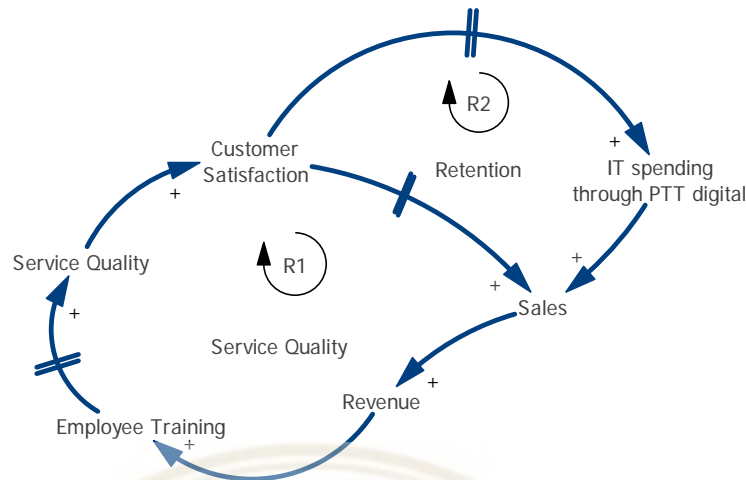 R2
+
Customer
Satisfaction
Retention
IT spending
through PTT digital
+
Service Quality
R1
+
+
+
Sales
Service Quality
+
Revenue
Employee Training
+